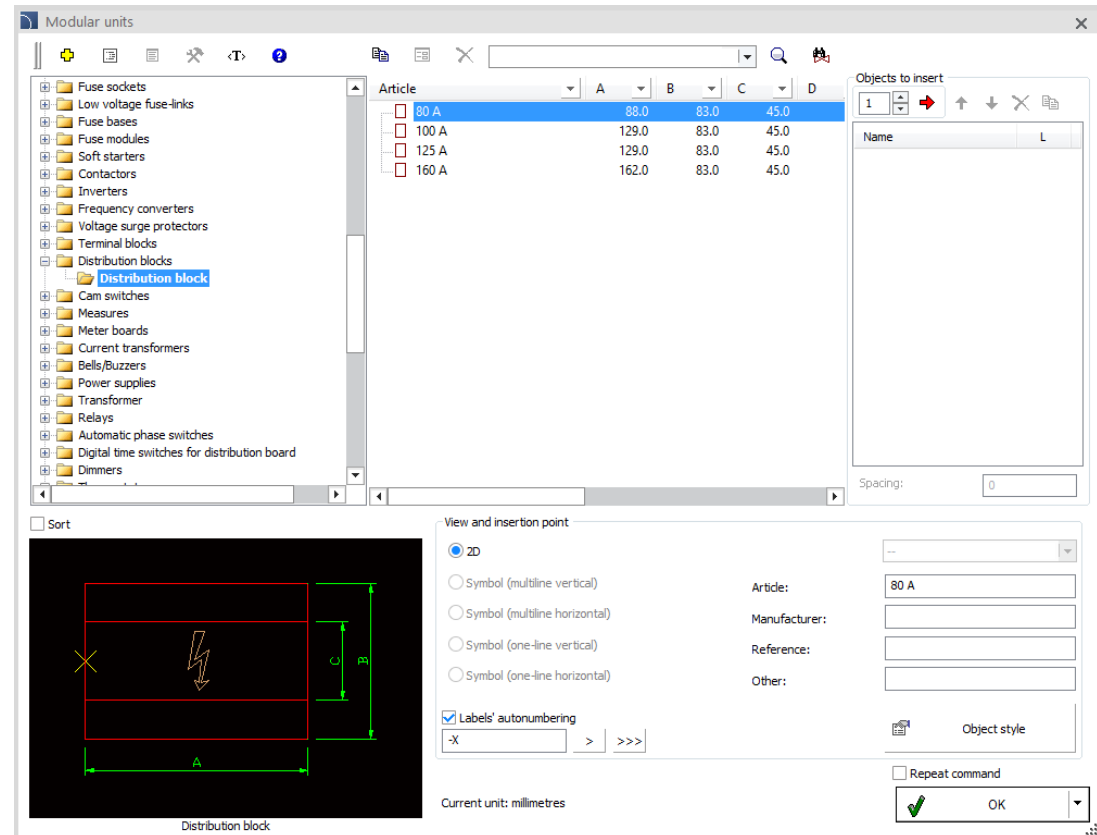 Modular units
<T>
Fuse sockets
Low voltage fuse-links
Fuse bases
Fuse modules
Soft starters
Contactors
Inverters
Frequency converters
Voltage surge protectors
Terminal blocks
Distribution blocks
Distribution block
Cam switches
Measures
Meter boards
Current transformers
Bells/Buzzers
Power supplies
Transformer
Relays
Automatic phase switches
Digital time switches for distribution board
Dimmers
Article A B C D
80 A 88.0 83.0 45.0
100 A 129.0 83.0 45.0
125 A 129.0 83.0 45.0
160 A 162.0 83.0 45.0
Objects to insert
1
Name L
Spacing: 0
Sort
C B
A
Distribution block
View and insertion point
2D
--
Symbol (multiline vertical)
Symbol (multiline horizontal)
Symbol (one-line vertical)
Symbol (one-line horizontal)
Article: 80 A
Manufacturer:
Reference:
Other:
Labels' autonumbering
-X > >>>
Object style
Repeat command
Current unit: millimetres
OK